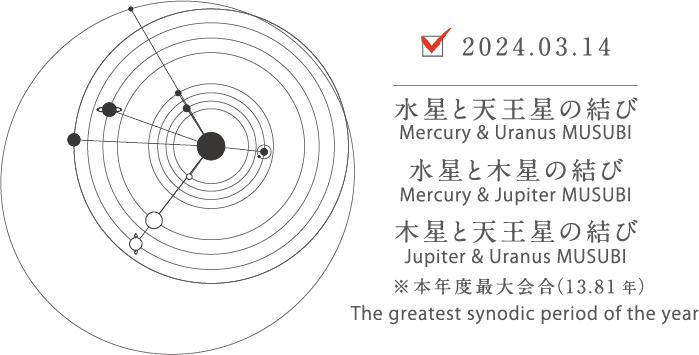 2024.03.14
水星と天王星の結び
Mercury & Uranus MUSUBI
水星と木星の結び
Mercury & Jupiter MUSUBI
木星と天王星の結び
Jupiter & Uranus MUSUBI
※本年度最大会合(13.81 年)
The greatest synodic period of the year